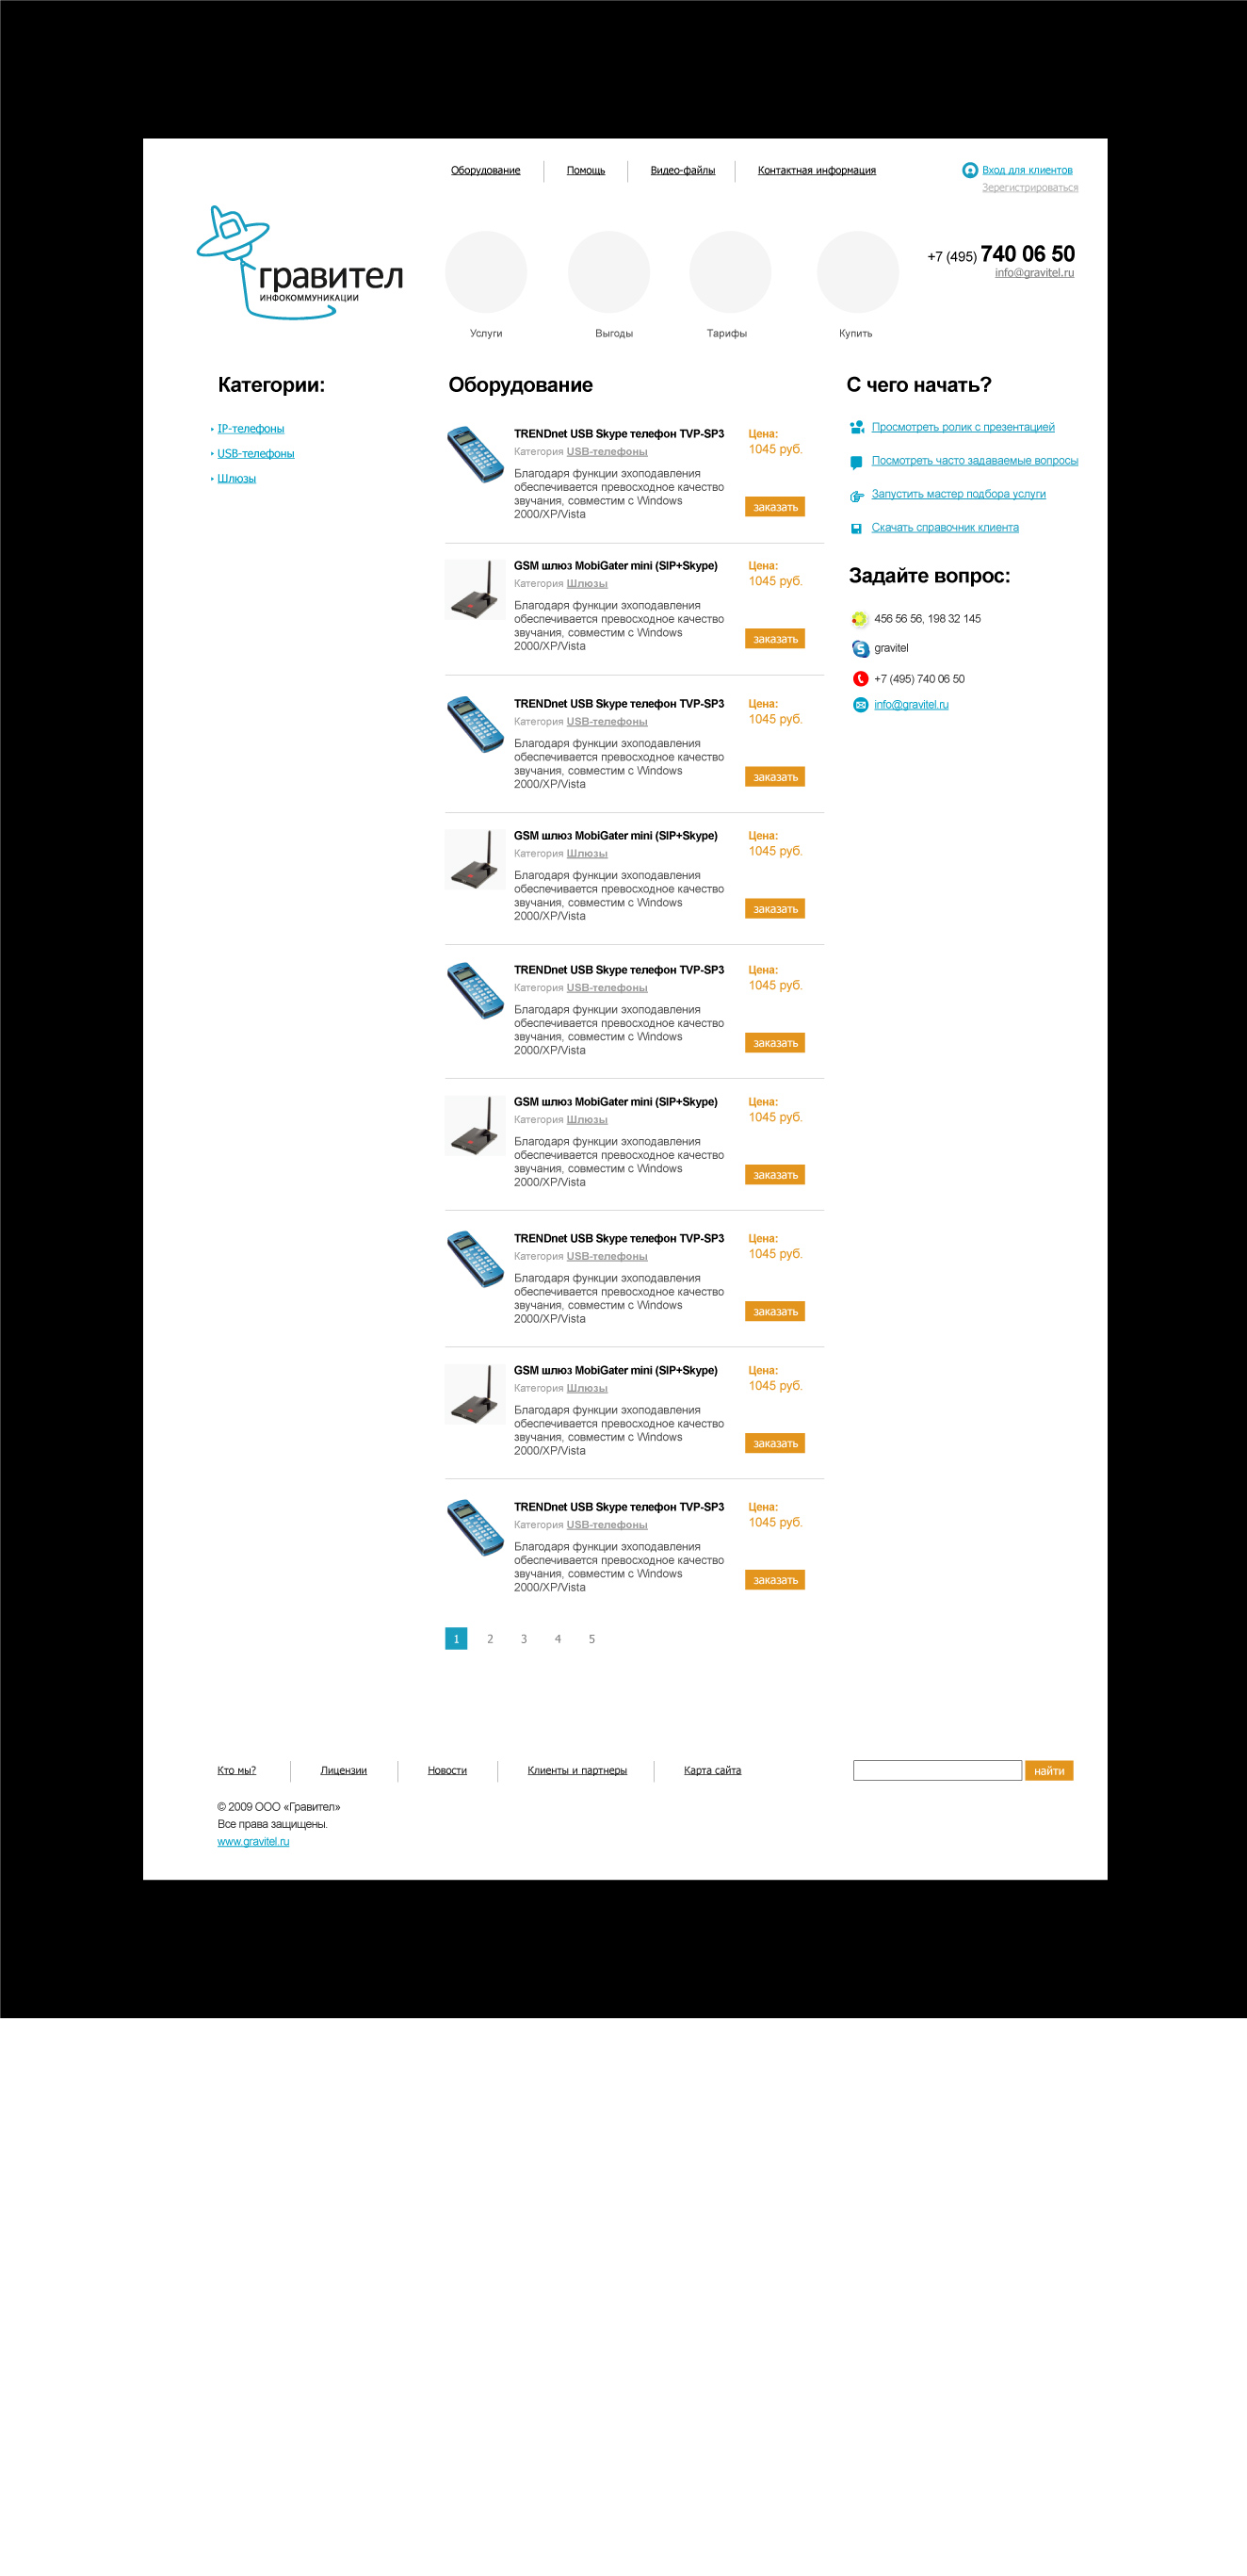 Оборудование
Помощь
Видео-файлы
Контактная информация
Вход для клиентов
Зерегистрироваться
гравител
ИНФОКОММУНИКАЦИИ
+7 (495) 740 06 50
info@gravitel.ru
Услуги
Выгоды
Тарифы
Купить
Категории:
IP-телефоны
USB-телефоны
Шлюзы
Оборудование
TRENDnet USB Skype телефон TVP-SP3
Категория USB-телефоны
Благодаря функции эхоподавления
обеспечивается превосходное качество
звучания, совместим с Windows
2000/XP/Vista
Цена:
1045 руб.
заказать
GSM шлюз MobiGater mini (SIP+Skype)
Категория Шлюзы
Благодаря функции эхоподавления
обеспечивается превосходное качество
звучания, совместим с Windows
2000/XP/Vista
Цена:
1045 руб.
заказать
TRENDnet USB Skype телефон TVP-SP3
Категория USB-телефоны
Благодаря функции эхоподавления
обеспечивается превосходное качество
звучания, совместим с Windows
2000/XP/Vista
Цена:
1045 руб.
заказать
GSM шлюз MobiGater mini (SIP+Skype)
Категория Шлюзы
Благодаря функции эхоподавления
обеспечивается превосходное качество
звучания, совместим с Windows
2000/XP/Vista
Цена:
1045 руб.
заказать
TRENDnet USB Skype телефон TVP-SP3
Категория USB-телефоны
Благодаря функции эхоподавления
обеспечивается превосходное качество
звучания, совместим с Windows
2000/XP/Vista
Цена:
1045 руб.
заказать
GSM шлюз MobiGater mini (SIP+Skype)
Категория Шлюзы
Благодаря функции эхоподавления
обеспечивается превосходное качество
звучания, совместим с Windows
2000/XP/Vista
Цена:
1045 руб.
заказать
TRENDnet USB Skype телефон TVP-SP3
Категория USB-телефоны
Благодаря функции эхоподавления
обеспечивается превосходное качество
звучания, совместим с Windows
2000/XP/Vista
Цена:
1045 руб.
заказать
GSM шлюз MobiGater mini (SIP+Skype)
Категория Шлюзы
Благодаря функции эхоподавления
обеспечивается превосходное качество
звучания, совместим с Windows
2000/XP/Vista
Цена:
1045 руб.
заказать
TRENDnet USB Skype телефон TVP-SP3
Категория USB-телефоны
Благодаря функции эхоподавления
обеспечивается превосходное качество
звучания, совместим с Windows
2000/XP/Vista
Цена:
1045 руб.
заказать
1 2 3 4 5
С чего начать?
Просмотреть ролик с презентацией
Посмотреть часто задаваемые вопросы
Запустить мастер подбора услуги
Скачать справочник клиента
Задайте вопрос:
456 56 56, 198 32 145
gravitel
+7 (495) 740 06 50
info@gravitel.ru
Кто мы?
Лицензии
Новости
Клиенты и партнеры
Карта сайта
найти
© 2009 ООО «Гравител»
Все права защищены.
www.gravitel.ru